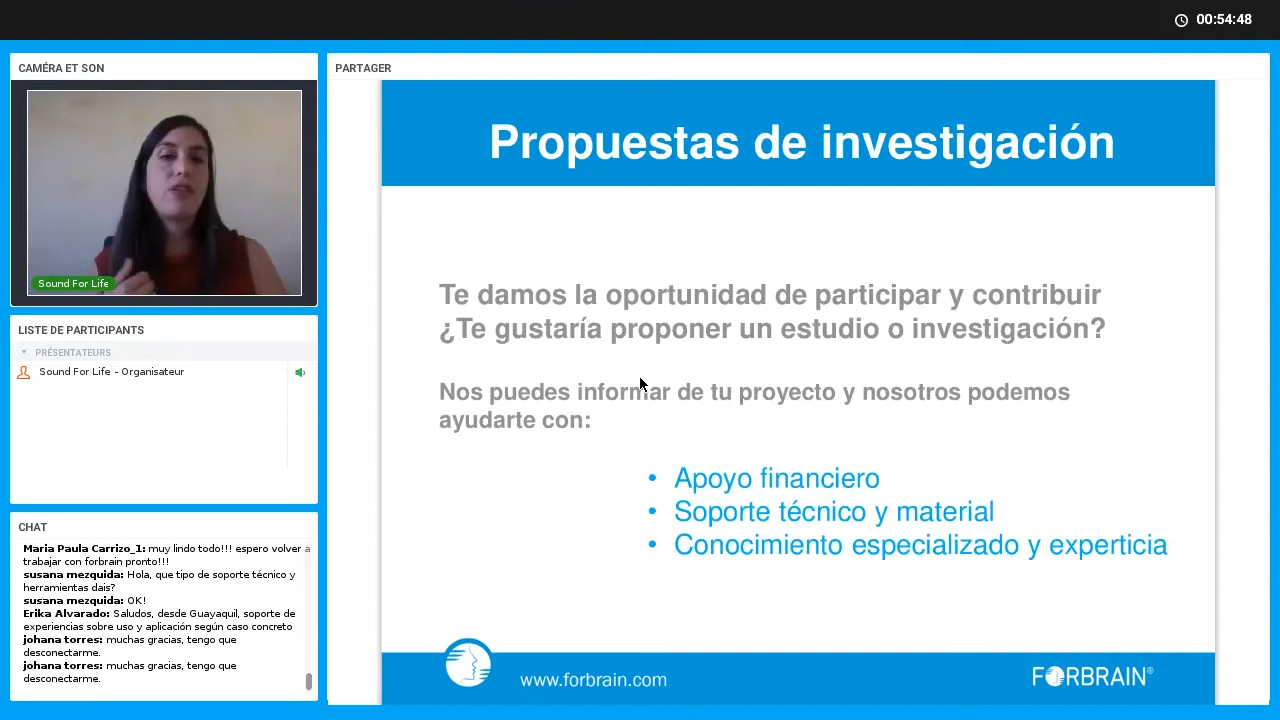 00:54:48
CAMÉRA ET SON
Sound For Life
LISTE DE PARTICIPANTS
PRÉSENTATEURS
Sound For Life - Organisateur
CHAT
Maria Paula Carrizo_1: muy lindo todo!!! espero volver a
trabajar con forbrain pronto!!!
susana mezquida: Hola, que tipo de soporte técnico y
herramientas dais?
susana mezquida: OK!
Erika Alvarado: Saludos, desde Guayaquil, soporte de
experiencias sobre uso y aplicación según caso concreto
johana torres: muchas gracias, tengo que
desconectarme.
johana torres: muchas gracias, tengo que
desconectarme.
PARTAGER
Propuestas de investigación
Te damos la oportunidad de participar y contribuir
¿Te gustaría proponer un estudio o investigación?
Nos puedes informar de tu proyecto y nosotros podemos
ayudarte con:
• Apoyo financiero
• Soporte técnico y material
• Conocimiento especializado y experticia
www.forbrain.com
FORBRAIN®